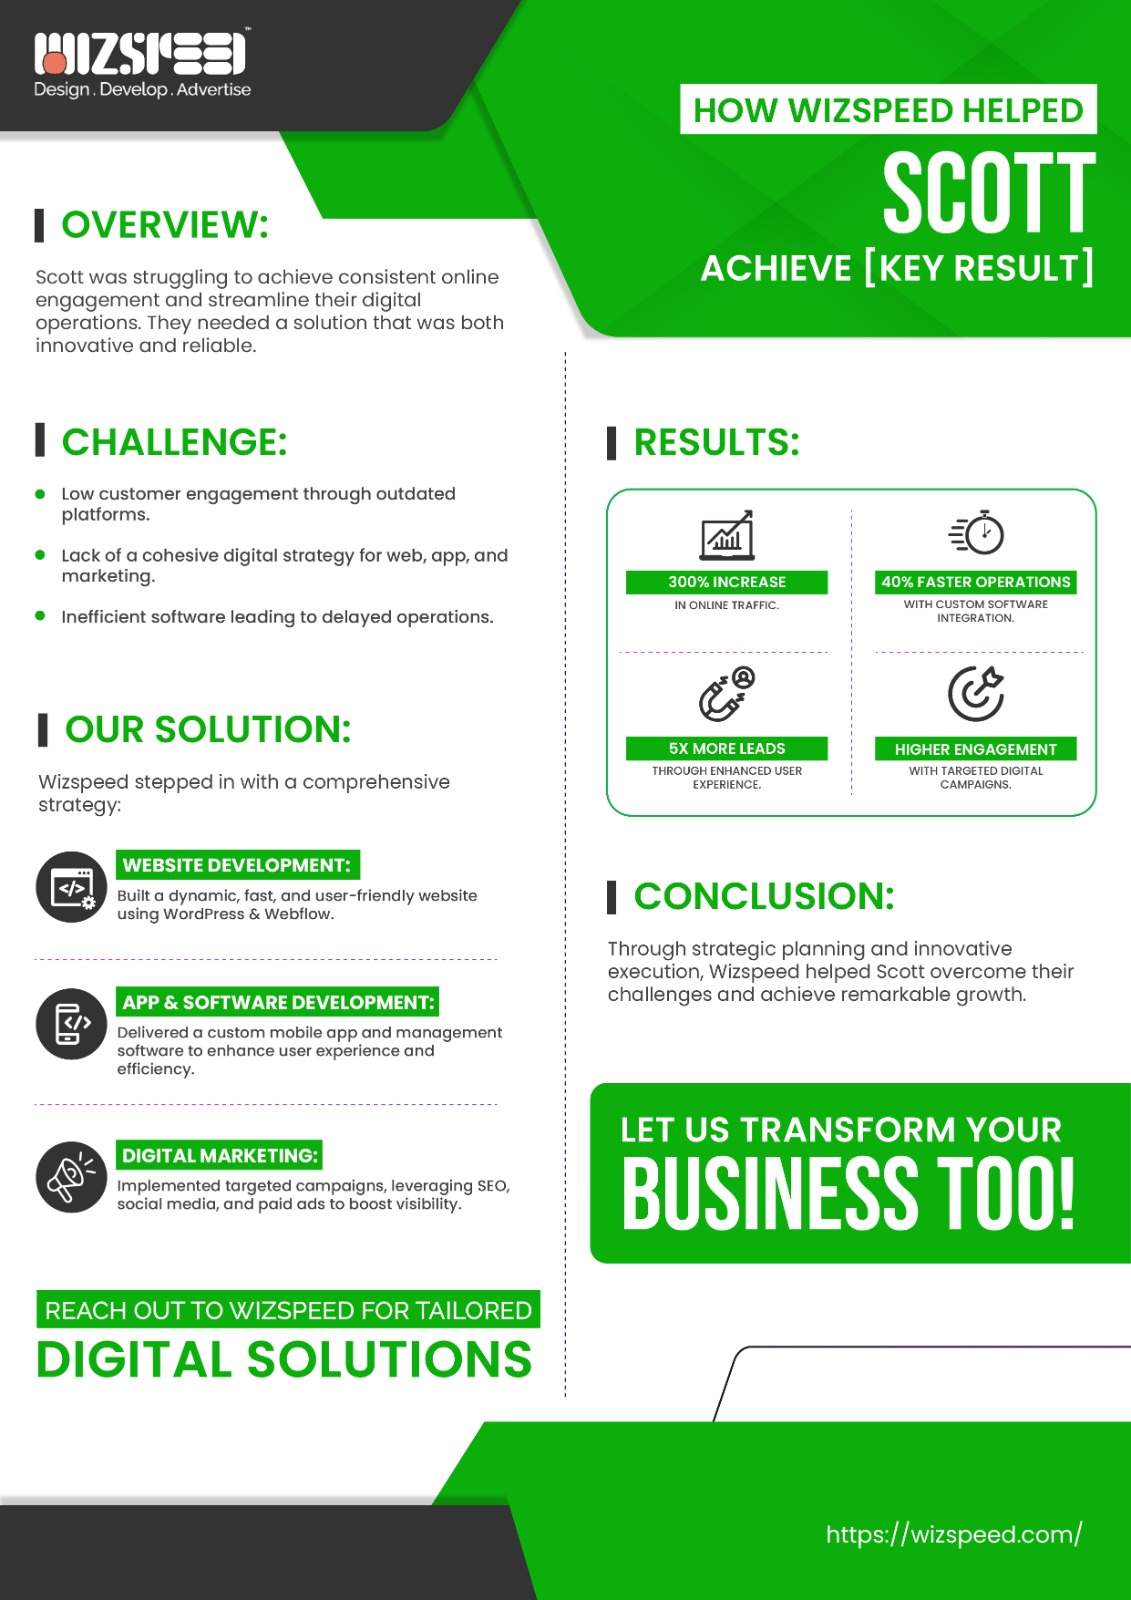 WIZSPEED™
Design . Develop . Advertise
HOW WIZSPEED HELPED
SCOTT
ACHIEVE [KEY RESULT]
OVERVIEW:
Scott was struggling to achieve consistent online
engagement and streamline their digital
operations. They needed a solution that was both
innovative and reliable.
CHALLENGE:
Low customer engagement through outdated
platforms.
Lack of a cohesive digital strategy for web, app, and
marketing.
Inefficient software leading to delayed operations.
OUR SOLUTION:
Wizspeed stepped in with a comprehensive
strategy:
WEBSITE DEVELOPMENT:
Built a dynamic, fast, and user-friendly website
using WordPress & Webflow.
APP & SOFTWARE DEVELOPMENT:
Delivered a custom mobile app and management
software to enhance user experience and
efficiency.
DIGITAL MARKETING:
Implemented targeted campaigns, leveraging SEO,
social media, and paid ads to boost visibility.
REACH OUT TO WIZSPEED FOR TAILORED
DIGITAL SOLUTIONS
RESULTS:
300% INCREASE
IN ONLINE TRAFFIC.
40% FASTER OPERATIONS
WITH CUSTOM SOFTWARE
INTEGRATION.
5X MORE LEADS
THROUGH ENHANCED USER
EXPERIENCE.
HIGHER ENGAGEMENT
WITH TARGETED DIGITAL
CAMPAIGNS.
CONCLUSION:
Through strategic planning and innovative
execution, Wizspeed helped Scott overcome their
challenges and achieve remarkable growth.
LET US TRANSFORM YOUR
BUSINESS TOO!
https://wizspeed.com/